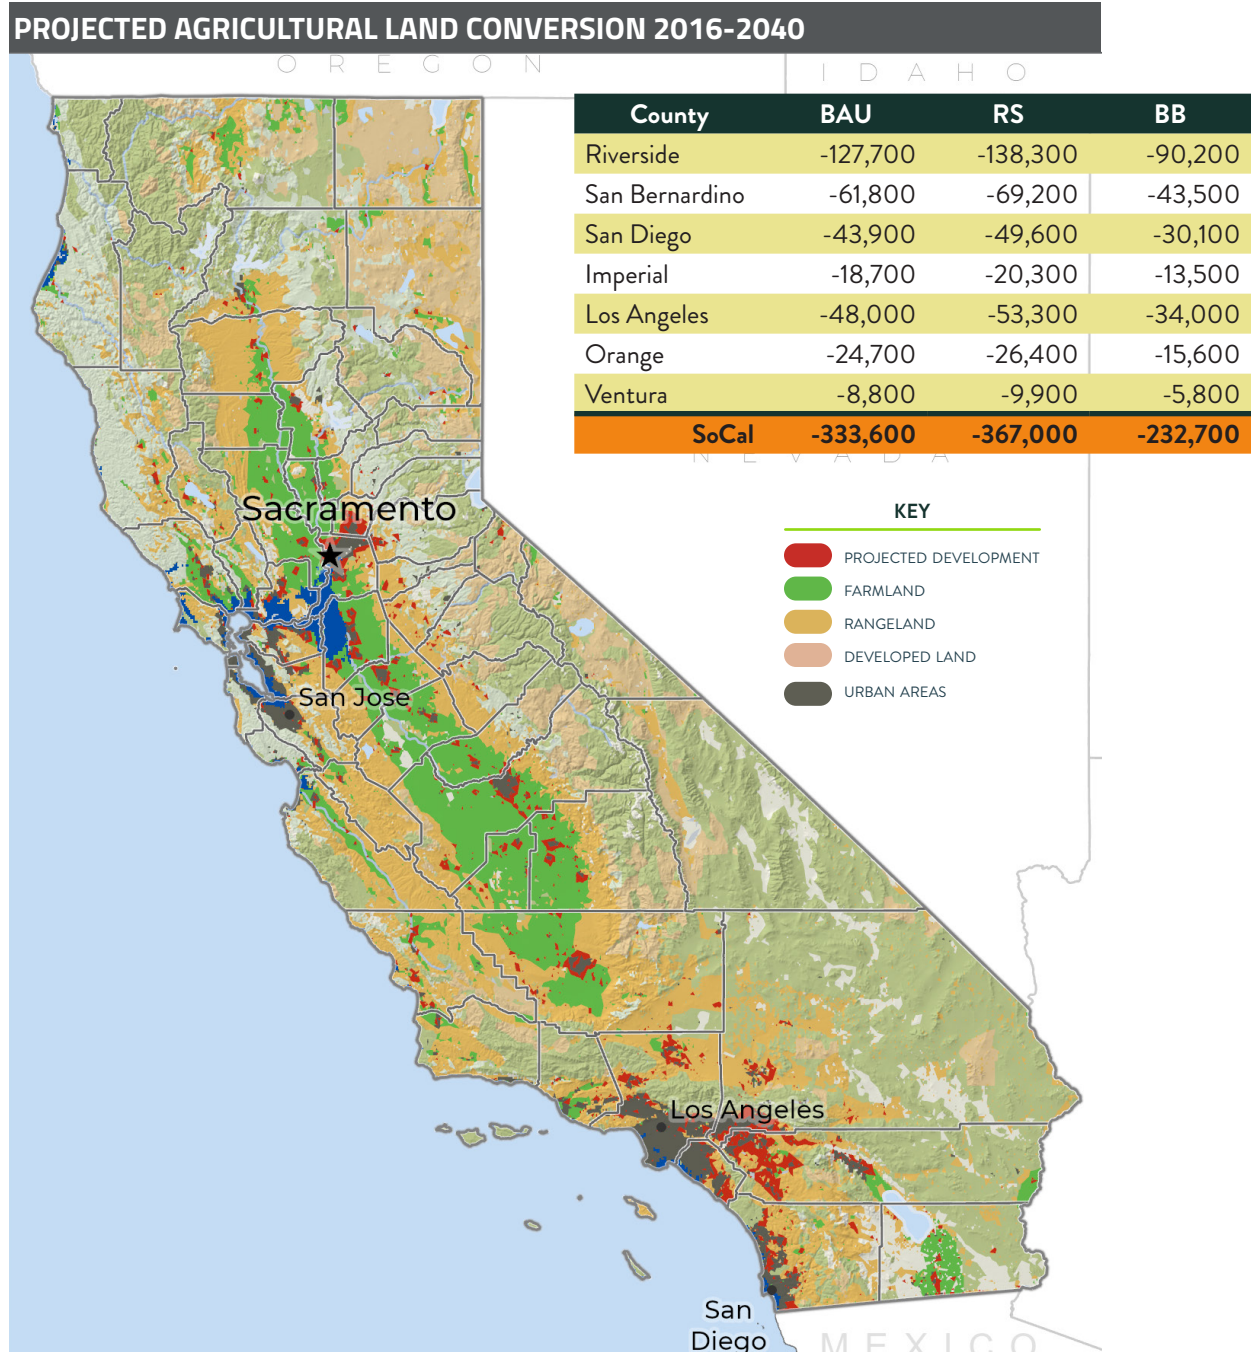 PROJECTED AGRICULTURAL LAND CONVERSION 2016-2040
OREGON
IDAHO
County BAU RS BB
Riverside -127,700 -138,300 -90,200
San Bernardino -61,800 -69,200 -43,500
San Diego -43,900 -49,600 -30,100
Imperial -18,700 -20,300 -13,500
Los Angeles -48,000 -53,300 -34,000
Orange -24,700 -26,400 -15,600
Ventura -8,800 -9,900 -5,800
SoCal -333,600 -367,000 -232,700
NEVADA
KEY
PROJECTED DEVELOPMENT
FARMLAND
RANGELAND
DEVELOPED LAND
URBAN AREAS
Sacramento
San Jose
Los Angeles
San
Diego
MEXICO